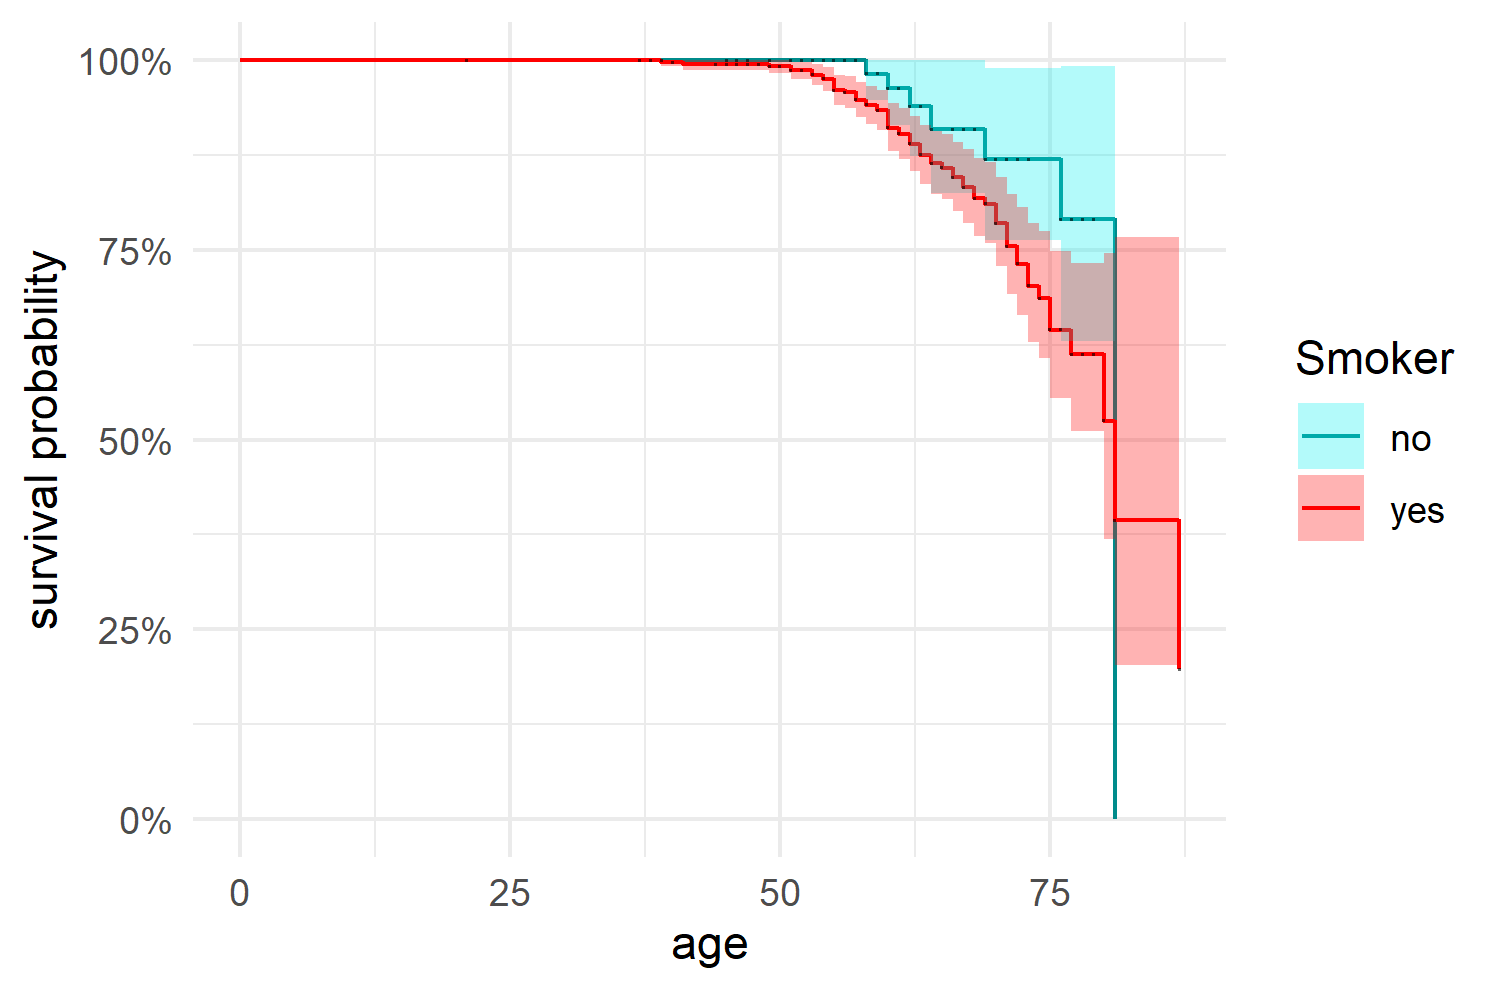 100%
75%
50%
25%
0%
survival probability
0 25 50 75
age
Smoker
no
yes